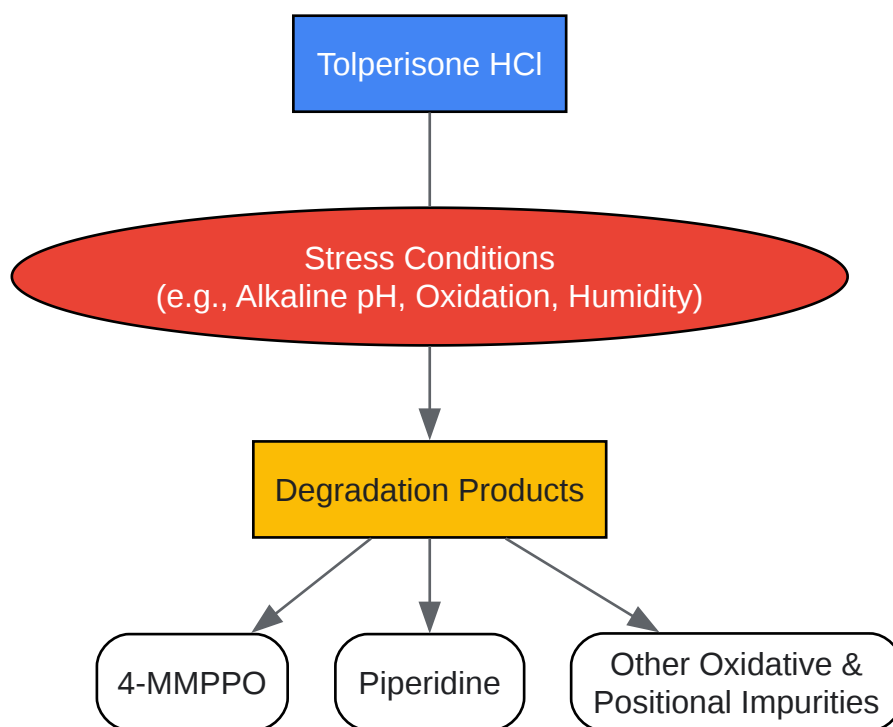 Tolperisone HCl
Stress Conditions
(e.g., Alkaline pH, Oxidation, Humidity)
Degradation Products
4-MMPPO
Piperidine
Other Oxidative &
Positional Impurities